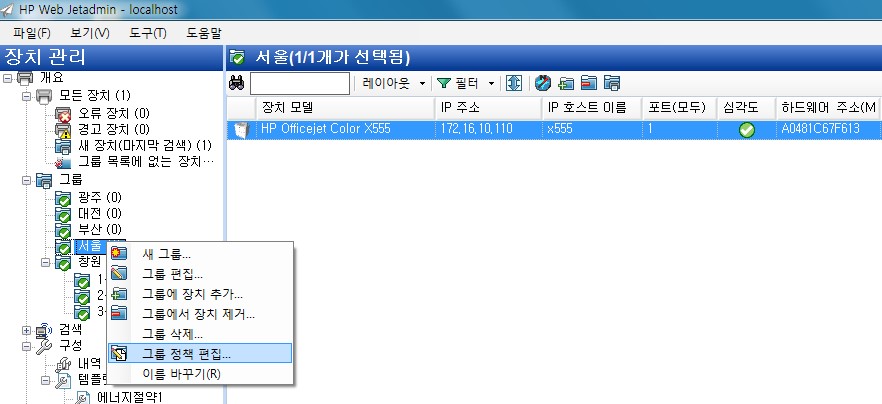 HP Web Jetadmin - localhost
파일(F) 보기(V) 도구(T) 도움말
장치 관리
개요
모든 장치 (1)
오류 장치 (0)
경고 장치 (0)
새 장치(마지막 검색) (1)
그룹 목록에 없는 장치…
그룹
광주 (0)
대전 (0)
부산 (0)
서울
창원
1
2
3
검색
구성
내역
템플
에너지절약1
새 그룹...
그룹 편집...
그룹에 장치 추가...
그룹에서 장치 제거...
그룹 삭제...
그룹 정책 편집...
이름 바꾸기(R)
서울(1/1개가 선택됨)
레이아웃 필터
장치 모델 IP 주소 IP 호스트 이름 포트(모두) 심각도 하드웨어 주소(M
HP Officejet Color X555 172.16.10.110 x555 1 A0481C67F613